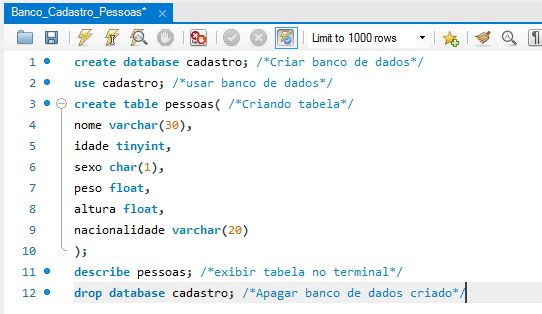 Banco_Cadastro_Pessoas*
Limit to 1000 rows
1 create database cadastro; /*Criar banco de dados*/
2 use cadastro; /*usar banco de dados*/
3 create table pessoas( /*Criando tabela*/
4 nome varchar(30),
5 idade tinyint,
6 sexo char(1),
7 peso float,
8 altura float,
9 nacionalidade varchar(20)
10 );
11 describe pessoas; /*exibir tabela no terminal*/
12 drop database cadastro; /*Apagar banco de dados criado*/